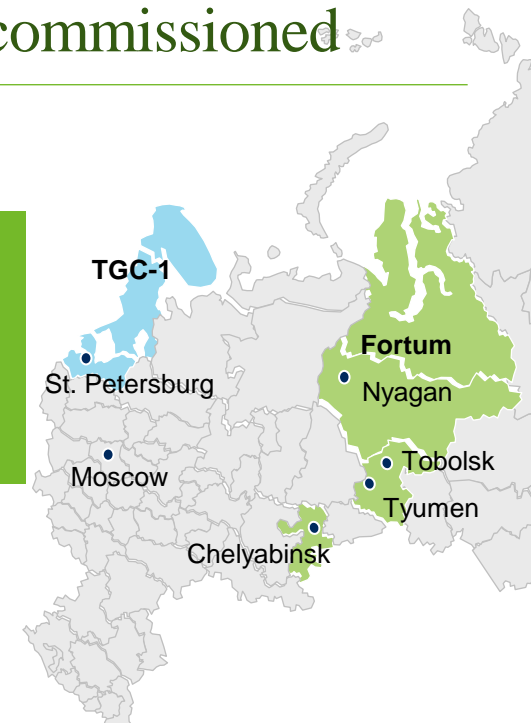 commissioned
TGC-1
Fortum
St. Petersburg
Nyagan
Moscow
Tobolsk
Tyumen
Chelyabinsk